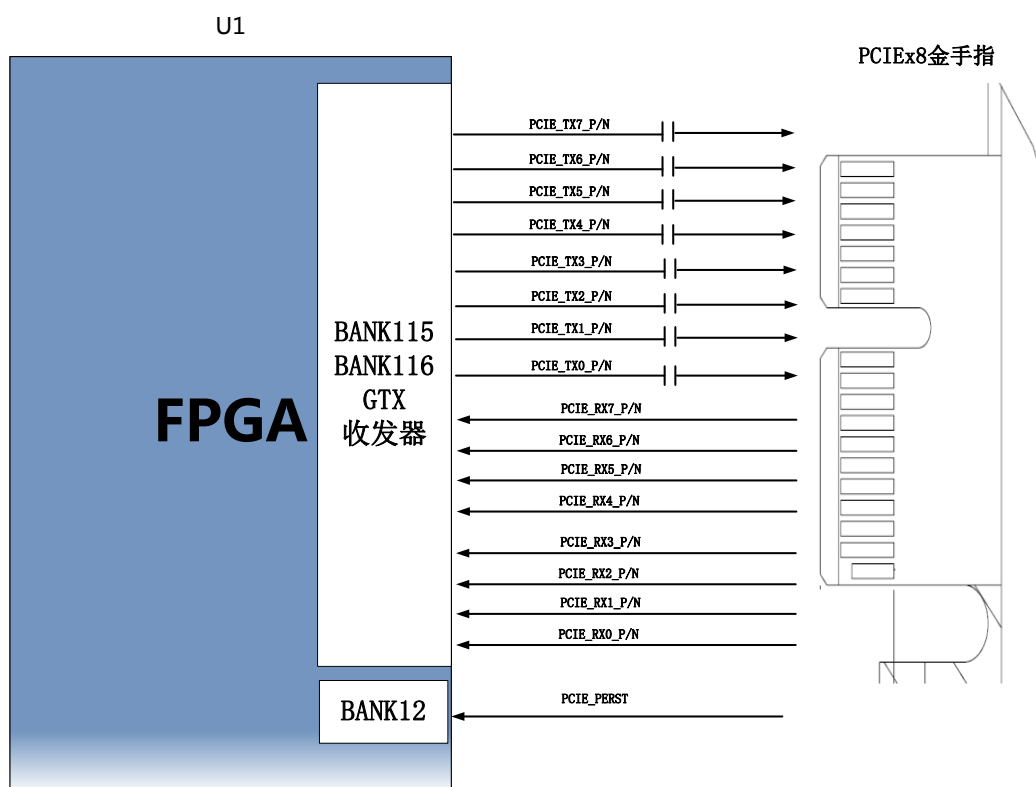 U1
PCIEx8金手指
PCIE_TX7_P/N
PCIE_TX6_P/N
PCIE_TX5_P/N
PCIE_TX4_P/N
PCIE_TX3_P/N
PCIE_TX2_P/N
PCIE_TX1_P/N
PCIE_TX0_P/N
BANK115
BANK116
GTX
收发器
FPGA
PCIE_RX7_P/N
PCIE_RX6_P/N
PCIE_RX5_P/N
PCIE_RX4_P/N
PCIE_RX3_P/N
PCIE_RX2_P/N
PCIE_RX1_P/N
PCIE_RX0_P/N
BANK12
PCIE_PERST